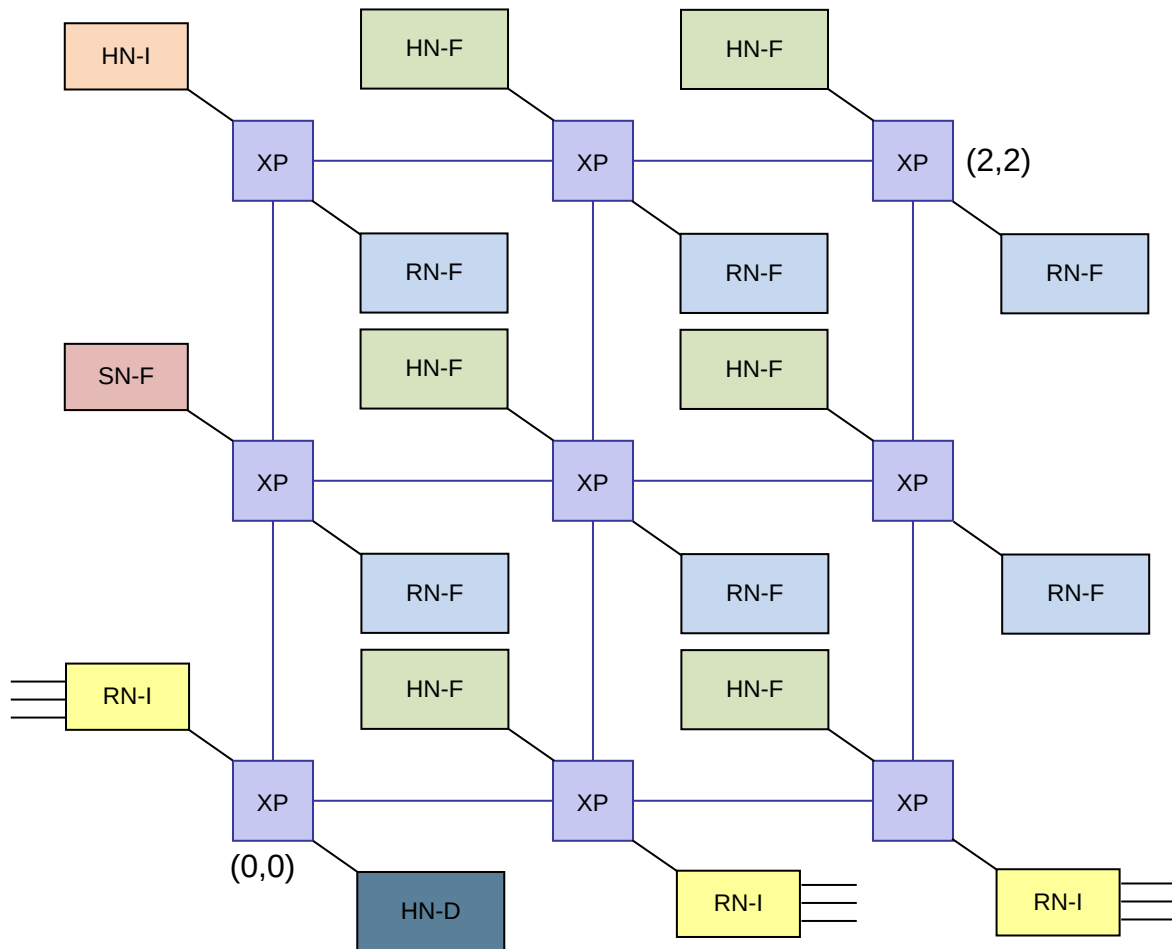 HN-I
HN-F
HN-F
XP
XP
XP
(2,2)
RN-F
RN-F
RN-F
SN-F
HN-F
HN-F
XP
XP
XP
RN-F
RN-F
RN-F
RN-I
HN-F
HN-F
XP
XP
XP
(0,0)
HN-D
RN-I
RN-I